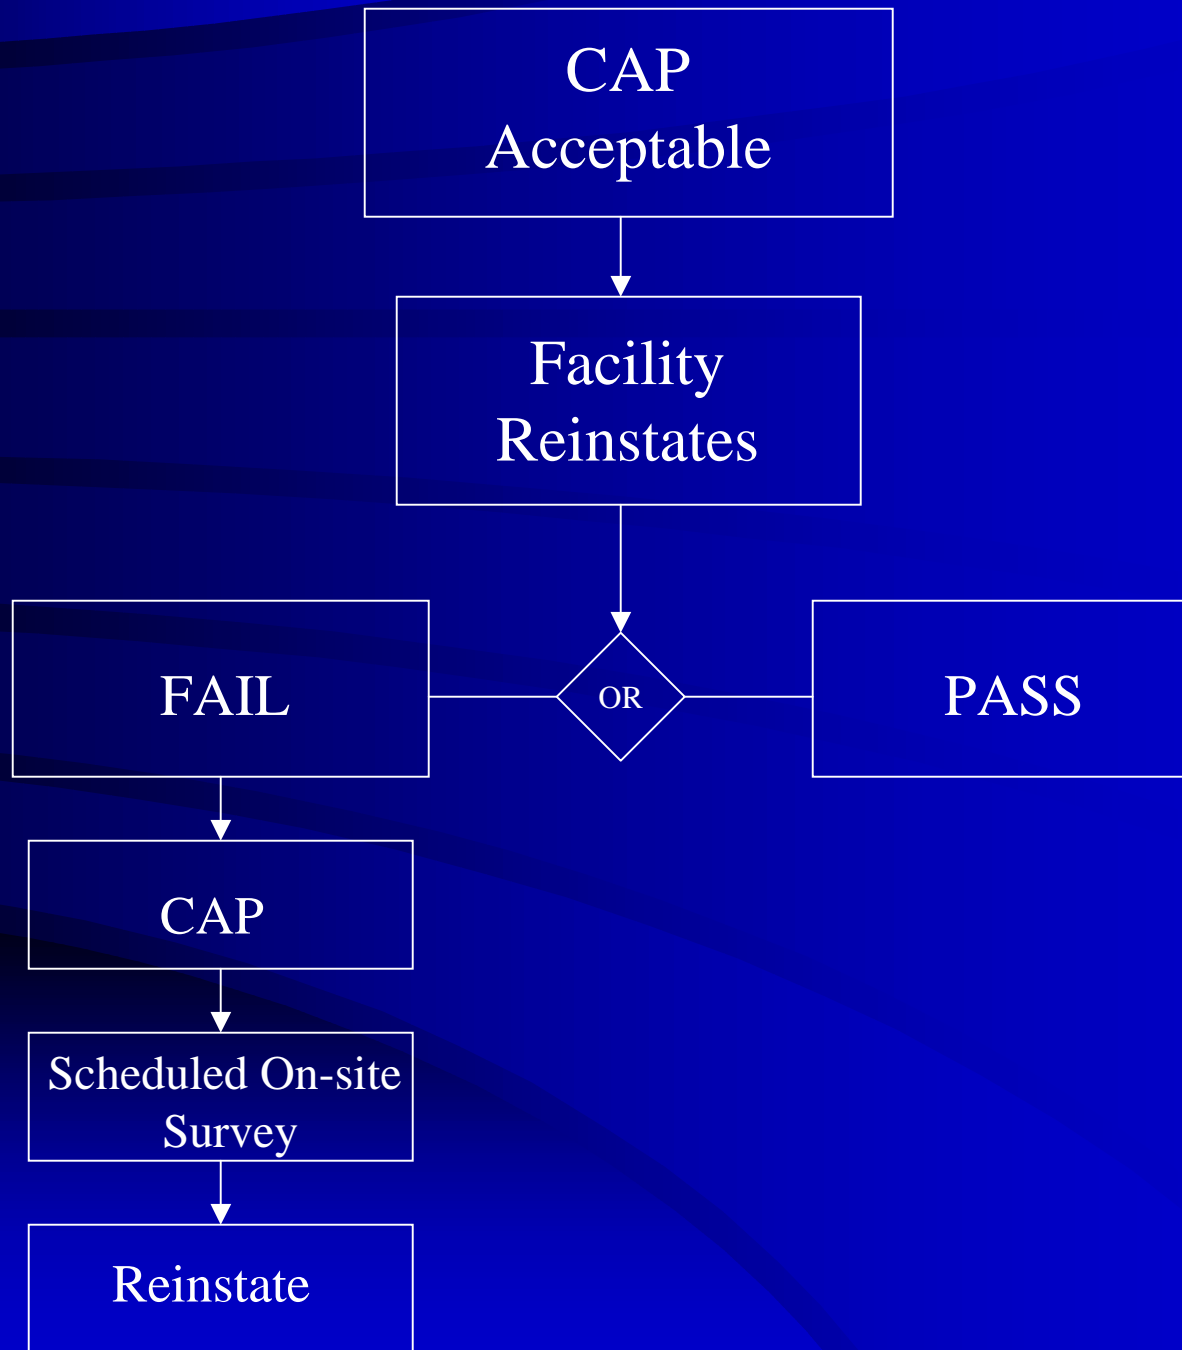 CAP
Acceptable
Facility
Reinstates
FAIL
OR
PASS
CAP
Scheduled On-site
Survey
Reinstate